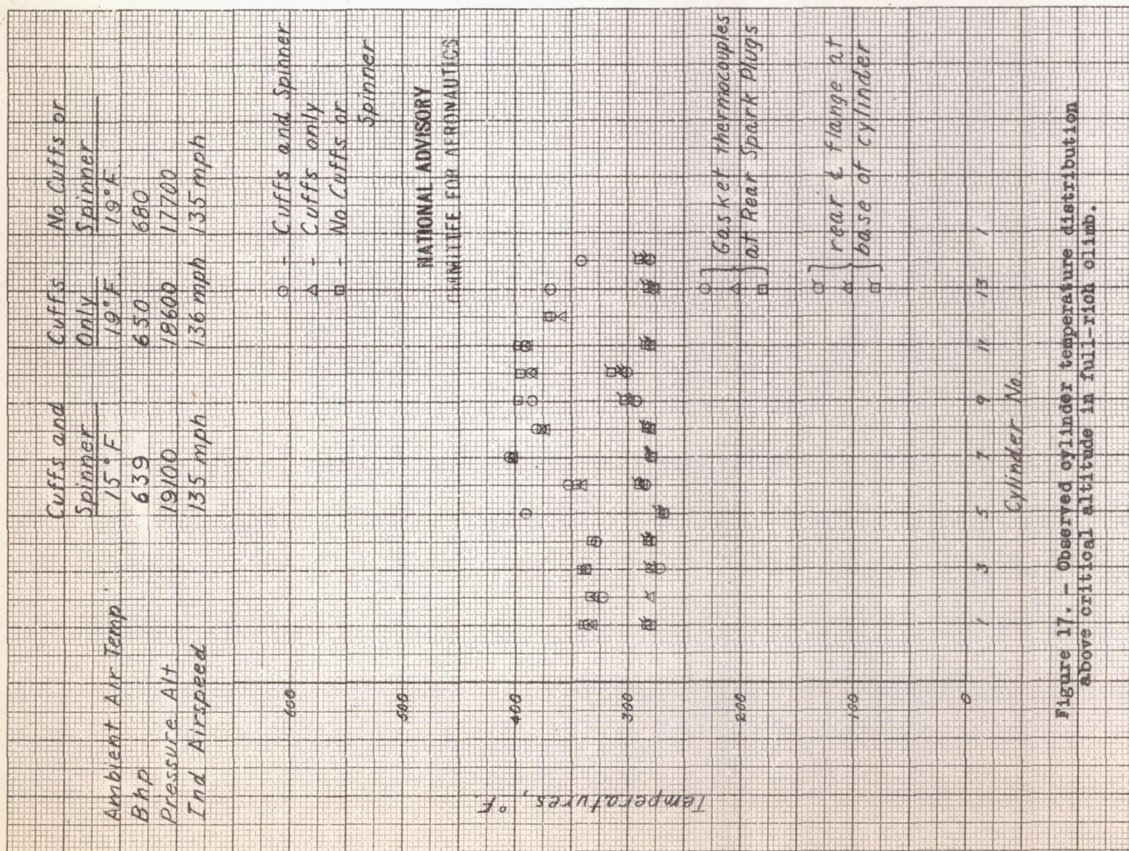 Cuffs and Cuffs No Cuffs or
Spinner Only Spinner
Ambient Air Temp 15°F 19°F 19°F
Bhp 639 650 680
Pressure Alt 19100 18600 17700
Ind Airspeed 135 mph 136 mph 135 mph
600
○ - Cuffs and Spinner
△ - Cuffs only
□ - No Cuffs or
Spinner
500
NATIONAL ADVISORY
COMMITTEE FOR AERONAUTICS
400
Temperatures, °F.
300
○
△ } Gasket thermocouples
□ at Rear Spark Plugs
200
○
△ } rear & flange at
□ base of cylinder
100
0
1 3 5 7 9 11 13 1
Cylinder No.
Figure 17. - Observed cylinder temperature distribution
above critical altitude in full-rich climb.